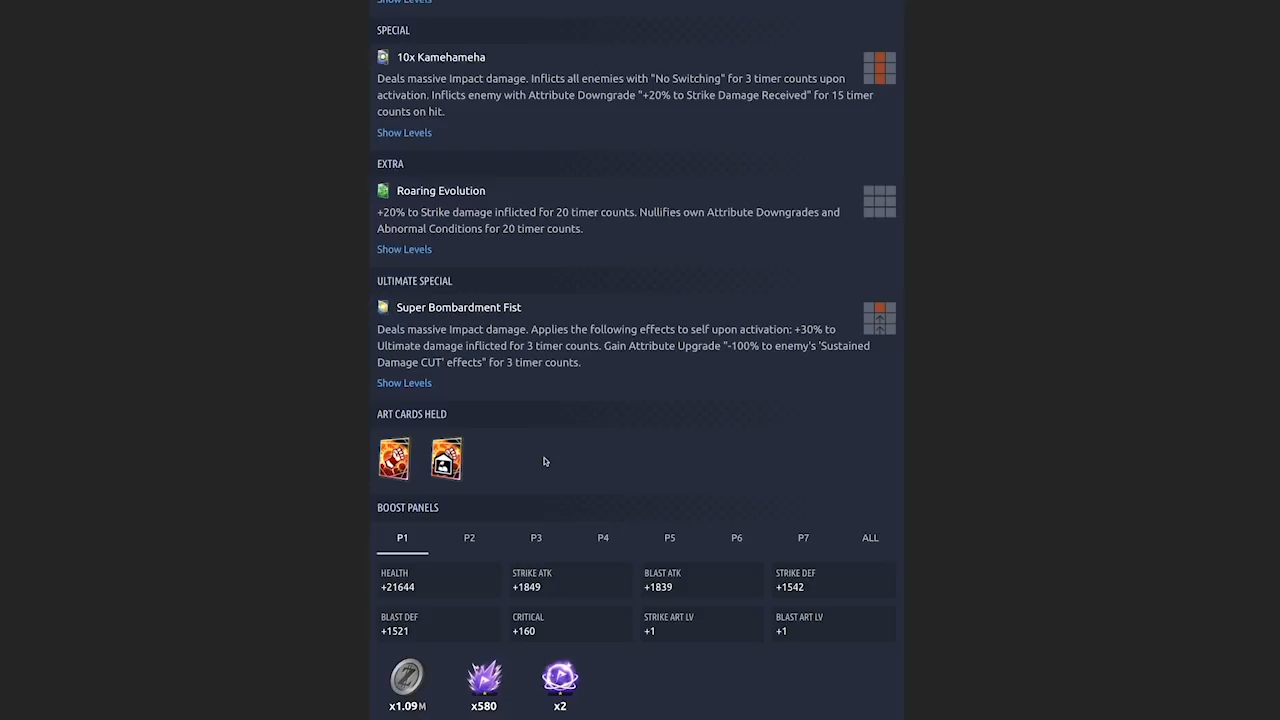 Show Levels
SPECIAL
10x Kamehameha
Deals massive Impact damage. Inflicts all enemies with "No Switching" for 3 timer counts upon
activation. Inflicts enemy with Attribute Downgrade "+20% to Strike Damage Received" for 15 timer
counts on hit.
Show Levels
EXTRA
Roaring Evolution
+20% to Strike damage inflicted for 20 timer counts. Nullifies own Attribute Downgrades and
Abnormal Conditions for 20 timer counts.
Show Levels
ULTIMATE SPECIAL
Super Bombardment Fist
Deals massive Impact damage. Applies the following effects to self upon activation: +30% to
Ultimate damage inflicted for 3 timer counts. Gain Attribute Upgrade "-100% to enemy's 'Sustained
Damage CUT' effects" for 3 timer counts.
Show Levels
ART CARDS HELD
BOOST PANELS
P1 P2 P3 P4 P5 P6 P7 ALL
HEALTH STRIKE ATK BLAST ATK STRIKE DEF
+21644 +1849 +1839 +1542
BLAST DEF CRITICAL STRIKE ART LV BLAST ART LV
+1521 +160 +1 +1
Z
x1.09M x580 x2